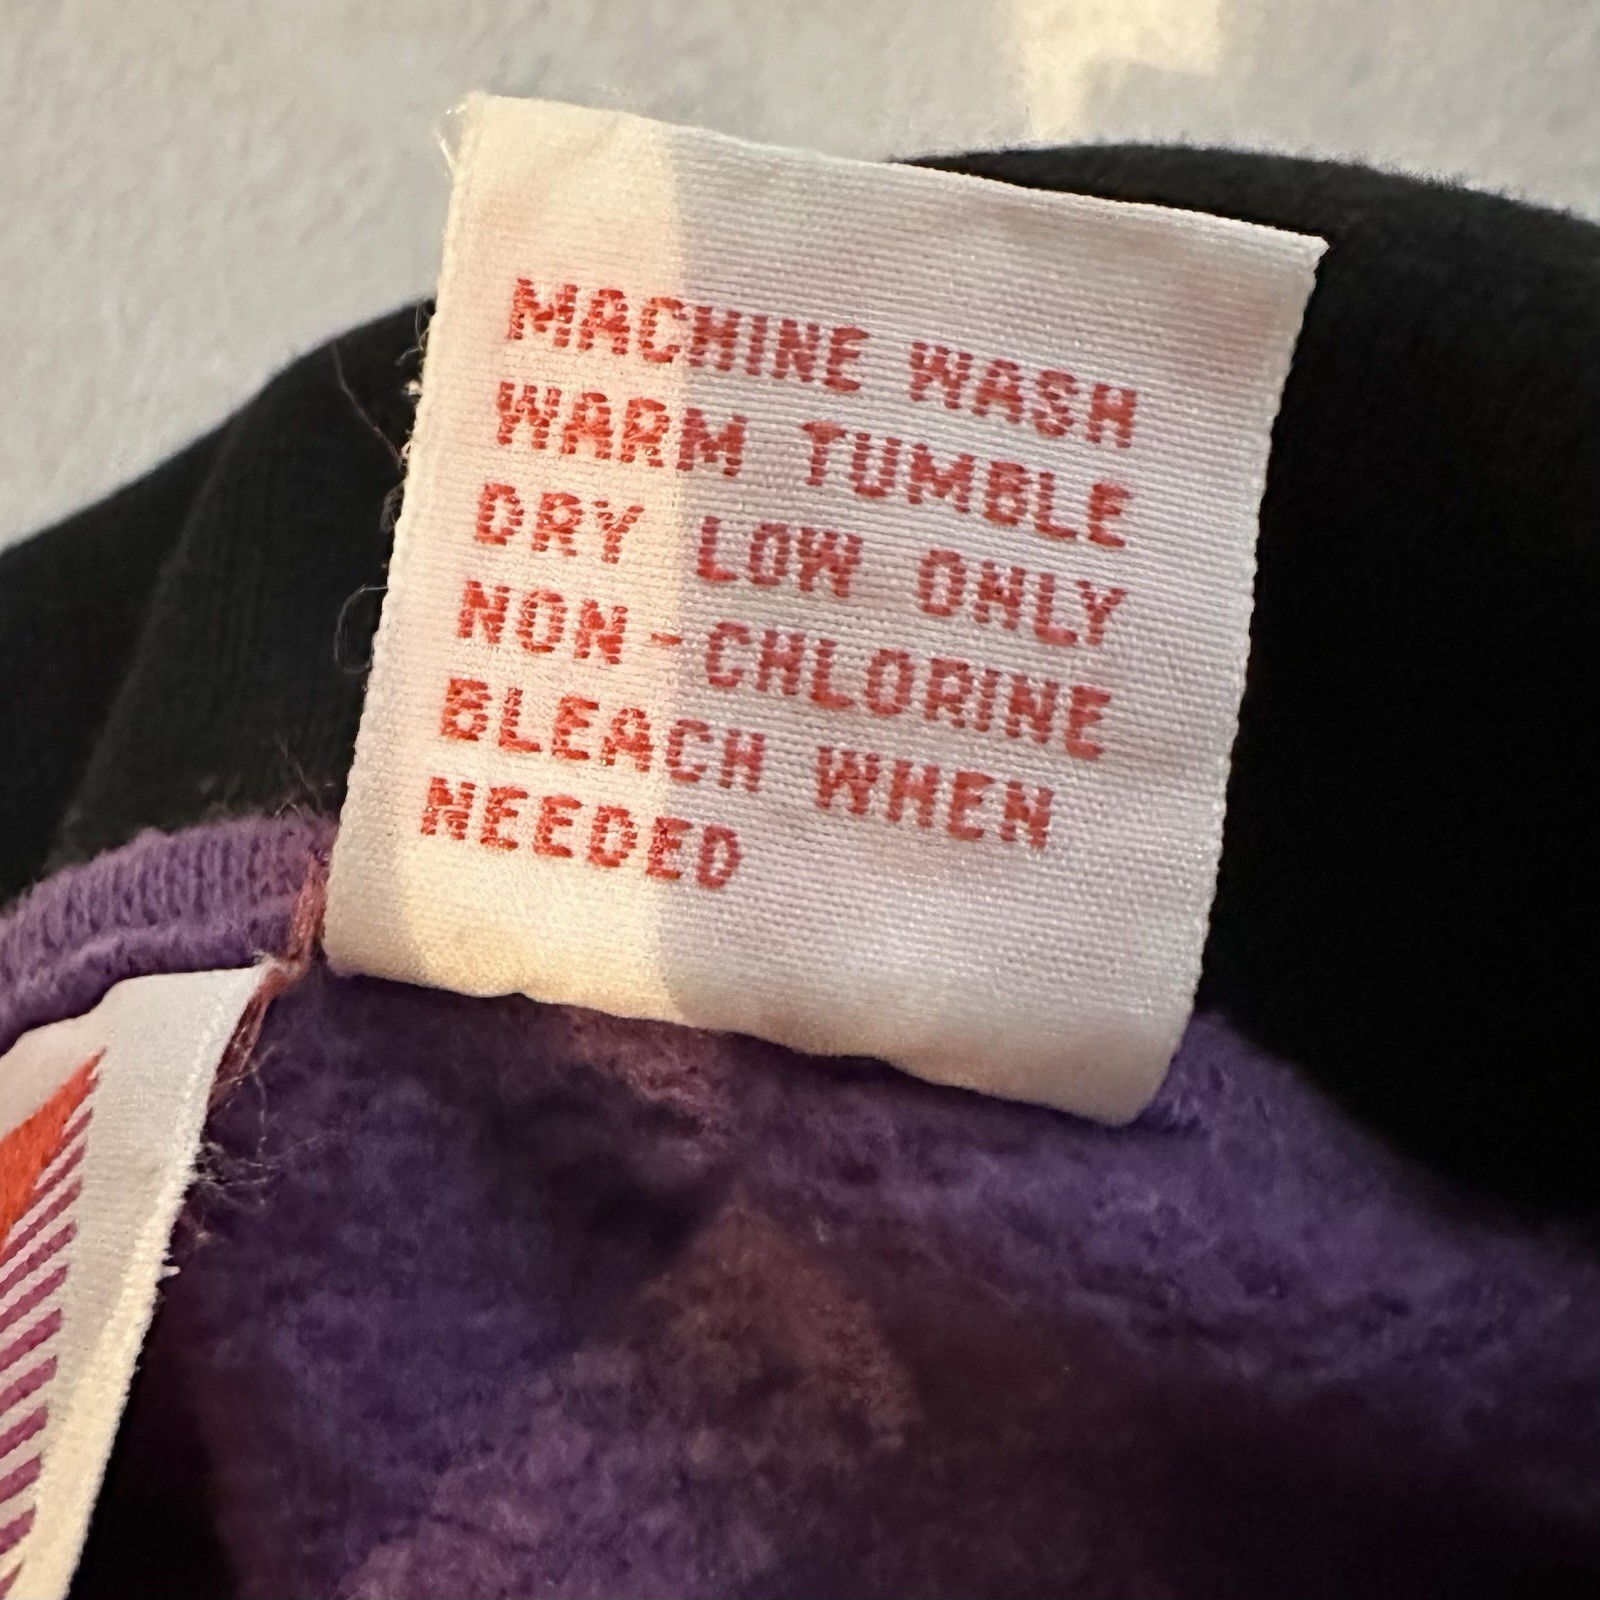 MACHINE WASH
WARM TUMBLE
DRY LOW ONLY
NON-CHLORINE
BLEACH WHEN
NEEDED